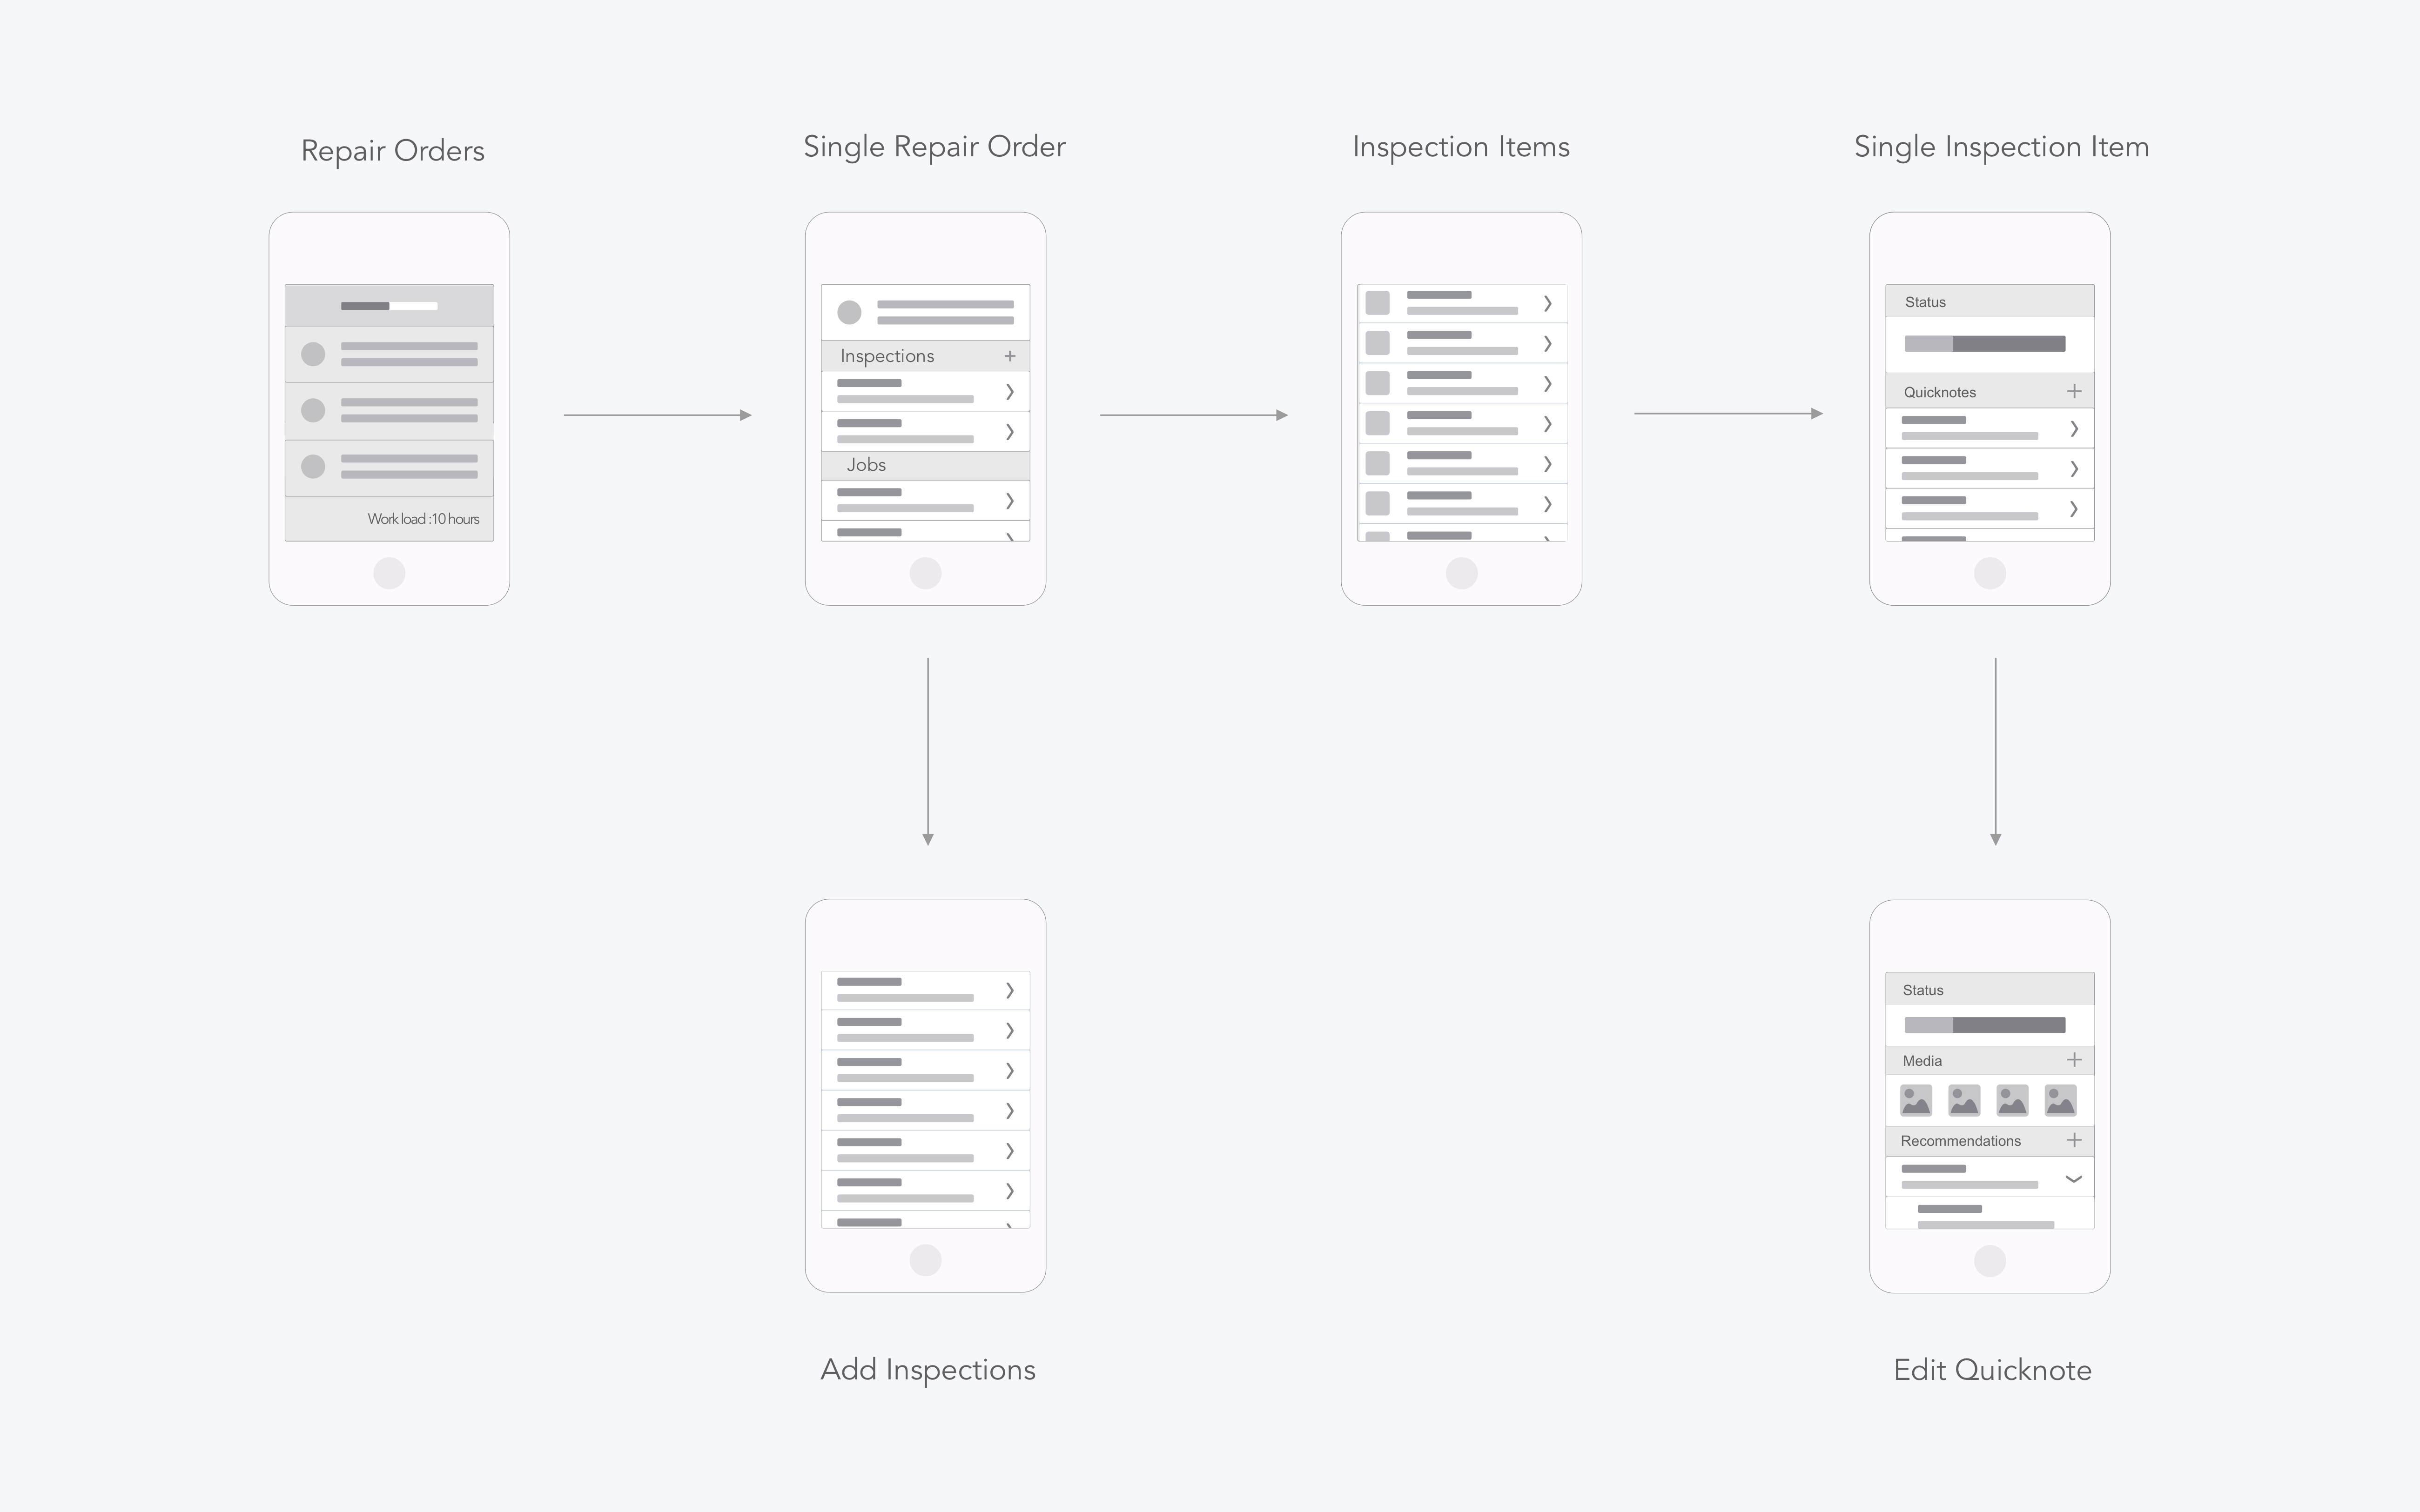 Repair Orders
Single Repair Order
Inspection Items
Single Inspection Item
Work load :10 hours
Inspections +
Jobs
Status
Quicknotes +
Status
Media +
Recommendations +
Add Inspections
Edit Quicknote